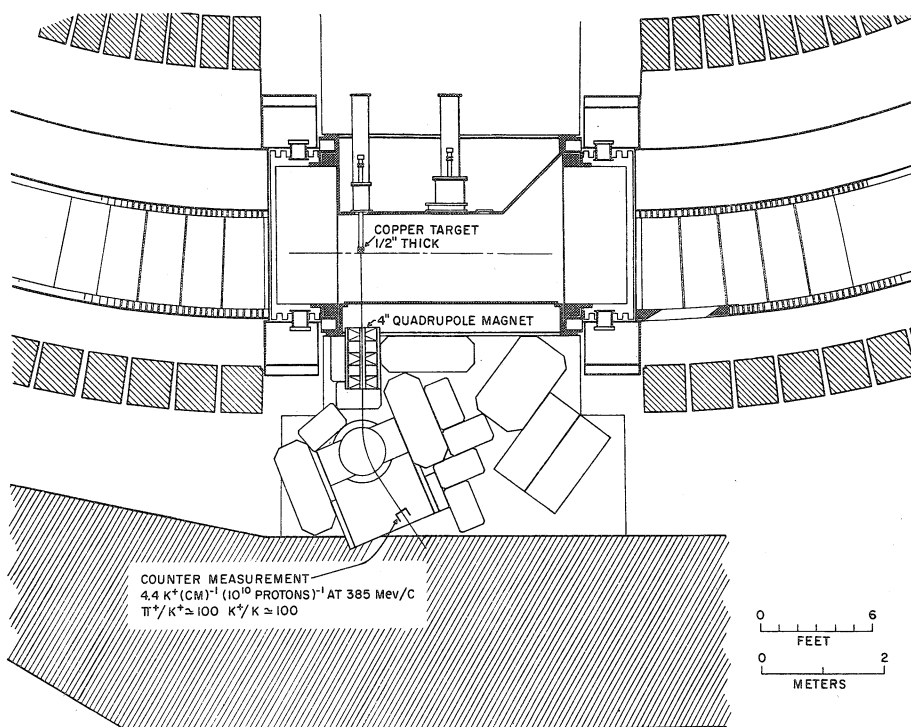 COPPER TARGET
1/2" THICK
4" QUADRUPOLE MAGNET
COUNTER MEASUREMENT
4.4 K⁺(CM)⁻¹ (10¹⁰ PROTONS)⁻¹ AT 385 Mev/C
π⁺/K⁺≃100 K⁺/K⁻≃100
0 6
FEET
0 2
METERS